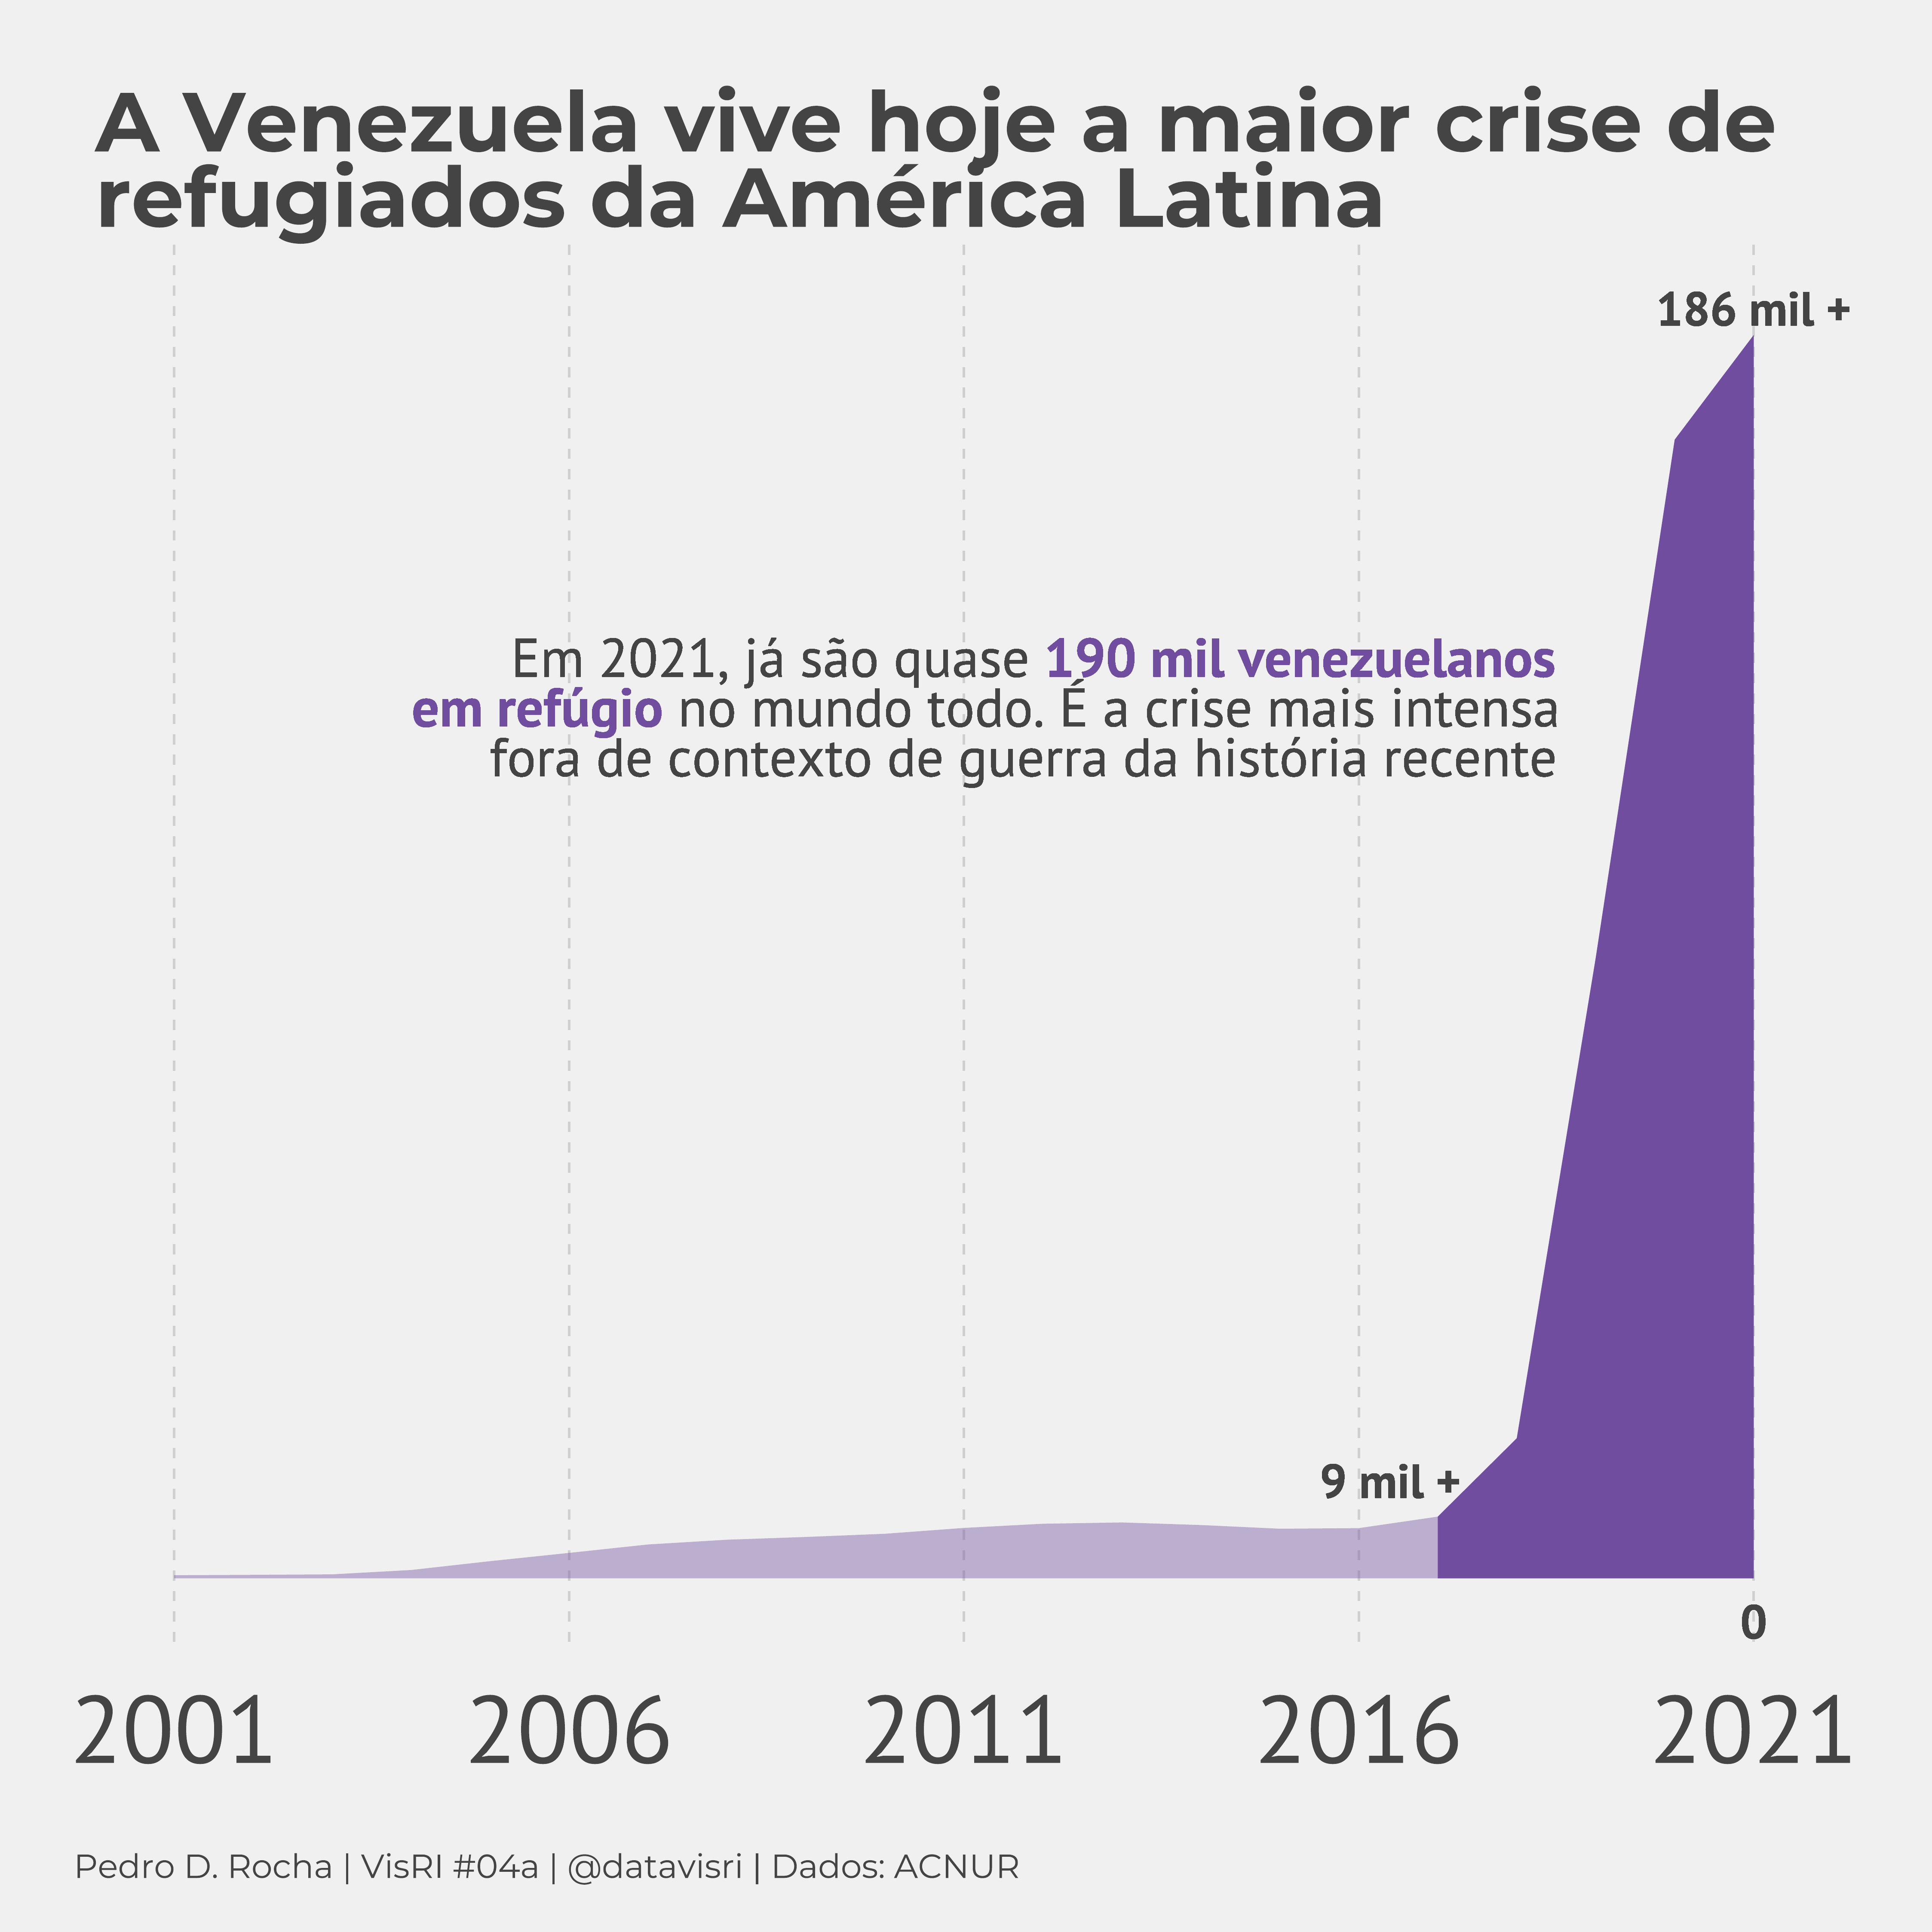 A Venezuela vive hoje a maior crise de
refugiados da América Latina
186 mil +
Em 2021, já são quase 190 mil venezuelanos
em refúgio no mundo todo. É a crise mais intensa
fora de contexto de guerra da história recente
9 mil +
0
2001 2006 2011 2016 2021
Pedro D. Rocha | VisRI #04a | @datavisri | Dados: ACNUR